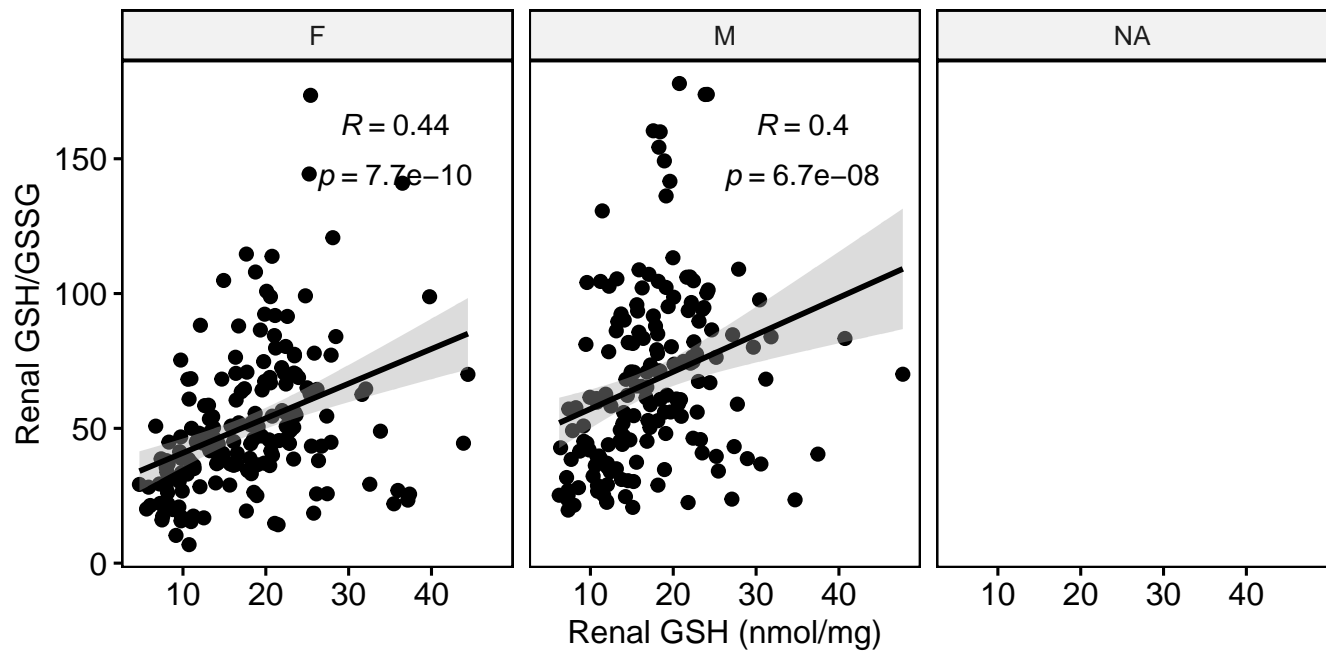 F
M
NA
Renal GSH/GSSG
150
100
50
0
R = 0.44
p = 7.7e−10
R = 0.4
p = 6.7e−08
10 20 30 40
10 20 30 40
10 20 30 40
Renal GSH (nmol/mg)